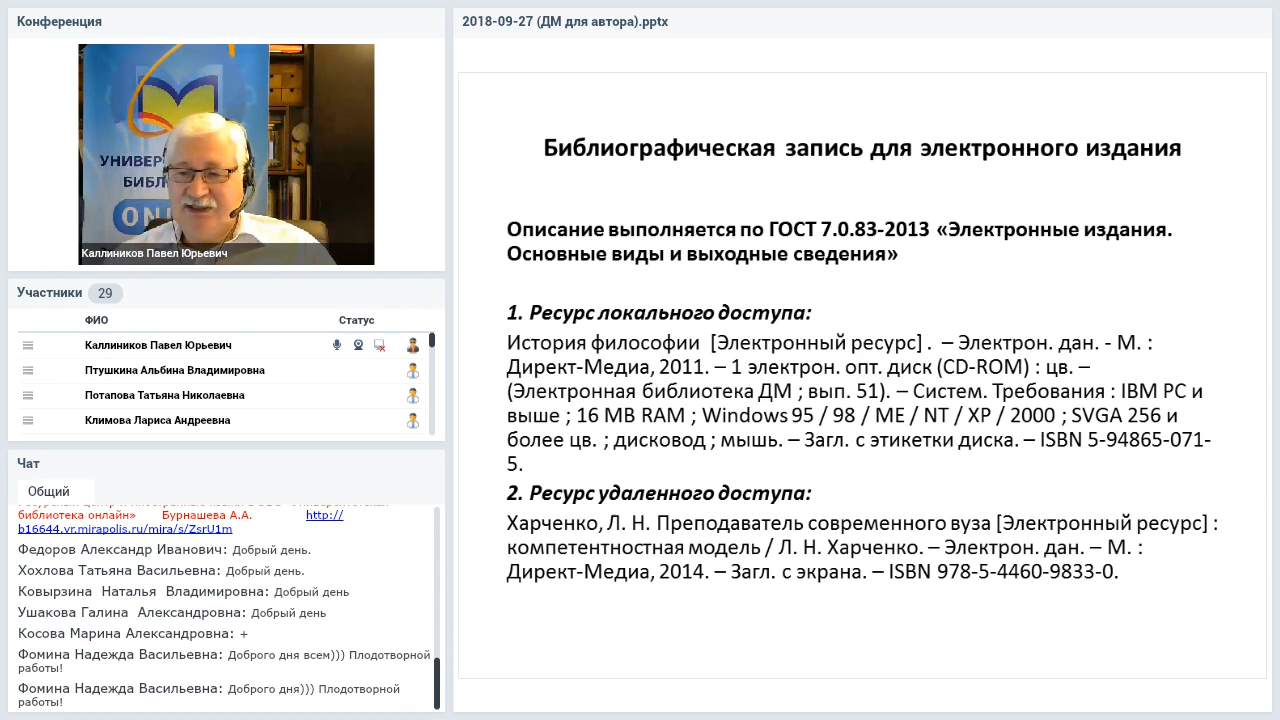 Конференция
УНИВЕР
БИБЛ
Каллиников Павел Юрьевич
Участники 29
ФИО Статус
Каллиников Павел Юрьевич
Птушкина Альбина Владимировна
Потапова Татьяна Николаевна
Климова Лариса Андреевна
Чат
Общий
библиотека онлайн» Бурнашева А.А. http://
b16644.vr.mirapolis.ru/mira/s/ZsrU1m
Федоров Александр Иванович: Добрый день.
Хохлова Татьяна Васильевна: Добрый день.
Ковырзина Наталья Владимировна: Добрый день
Ушакова Галина Александровна: Добрый день
Косова Марина Александровна: +
Фомина Надежда Васильевна: Доброго дня всем))) Плодотворной
работы!
Фомина Надежда Васильевна: Доброго дня))) Плодотворной
работы!
2018-09-27 (ДМ для автора).pptx
Библиографическая запись для электронного издания
Описание выполняется по ГОСТ 7.0.83-2013 «Электронные издания.
Основные виды и выходные сведения»
1. Ресурс локального доступа:
История философии [Электронный ресурс] . – Электрон. дан. - М. :
Директ-Медиа, 2011. – 1 электрон. опт. диск (CD-ROM) : цв. –
(Электронная библиотека ДМ ; вып. 51). – Систем. Требования : IBM PC и
выше ; 16 MB RAM ; Windows 95 / 98 / ME / NT / XP / 2000 ; SVGA 256 и
более цв. ; дисковод ; мышь. – Загл. с этикетки диска. – ISBN 5-94865-071-
5.
2. Ресурс удаленного доступа:
Харченко, Л. Н. Преподаватель современного вуза [Электронный ресурс] :
компетентностная модель / Л. Н. Харченко. – Электрон. дан. – М. :
Директ-Медиа, 2014. – Загл. с экрана. – ISBN 978-5-4460-9833-0.